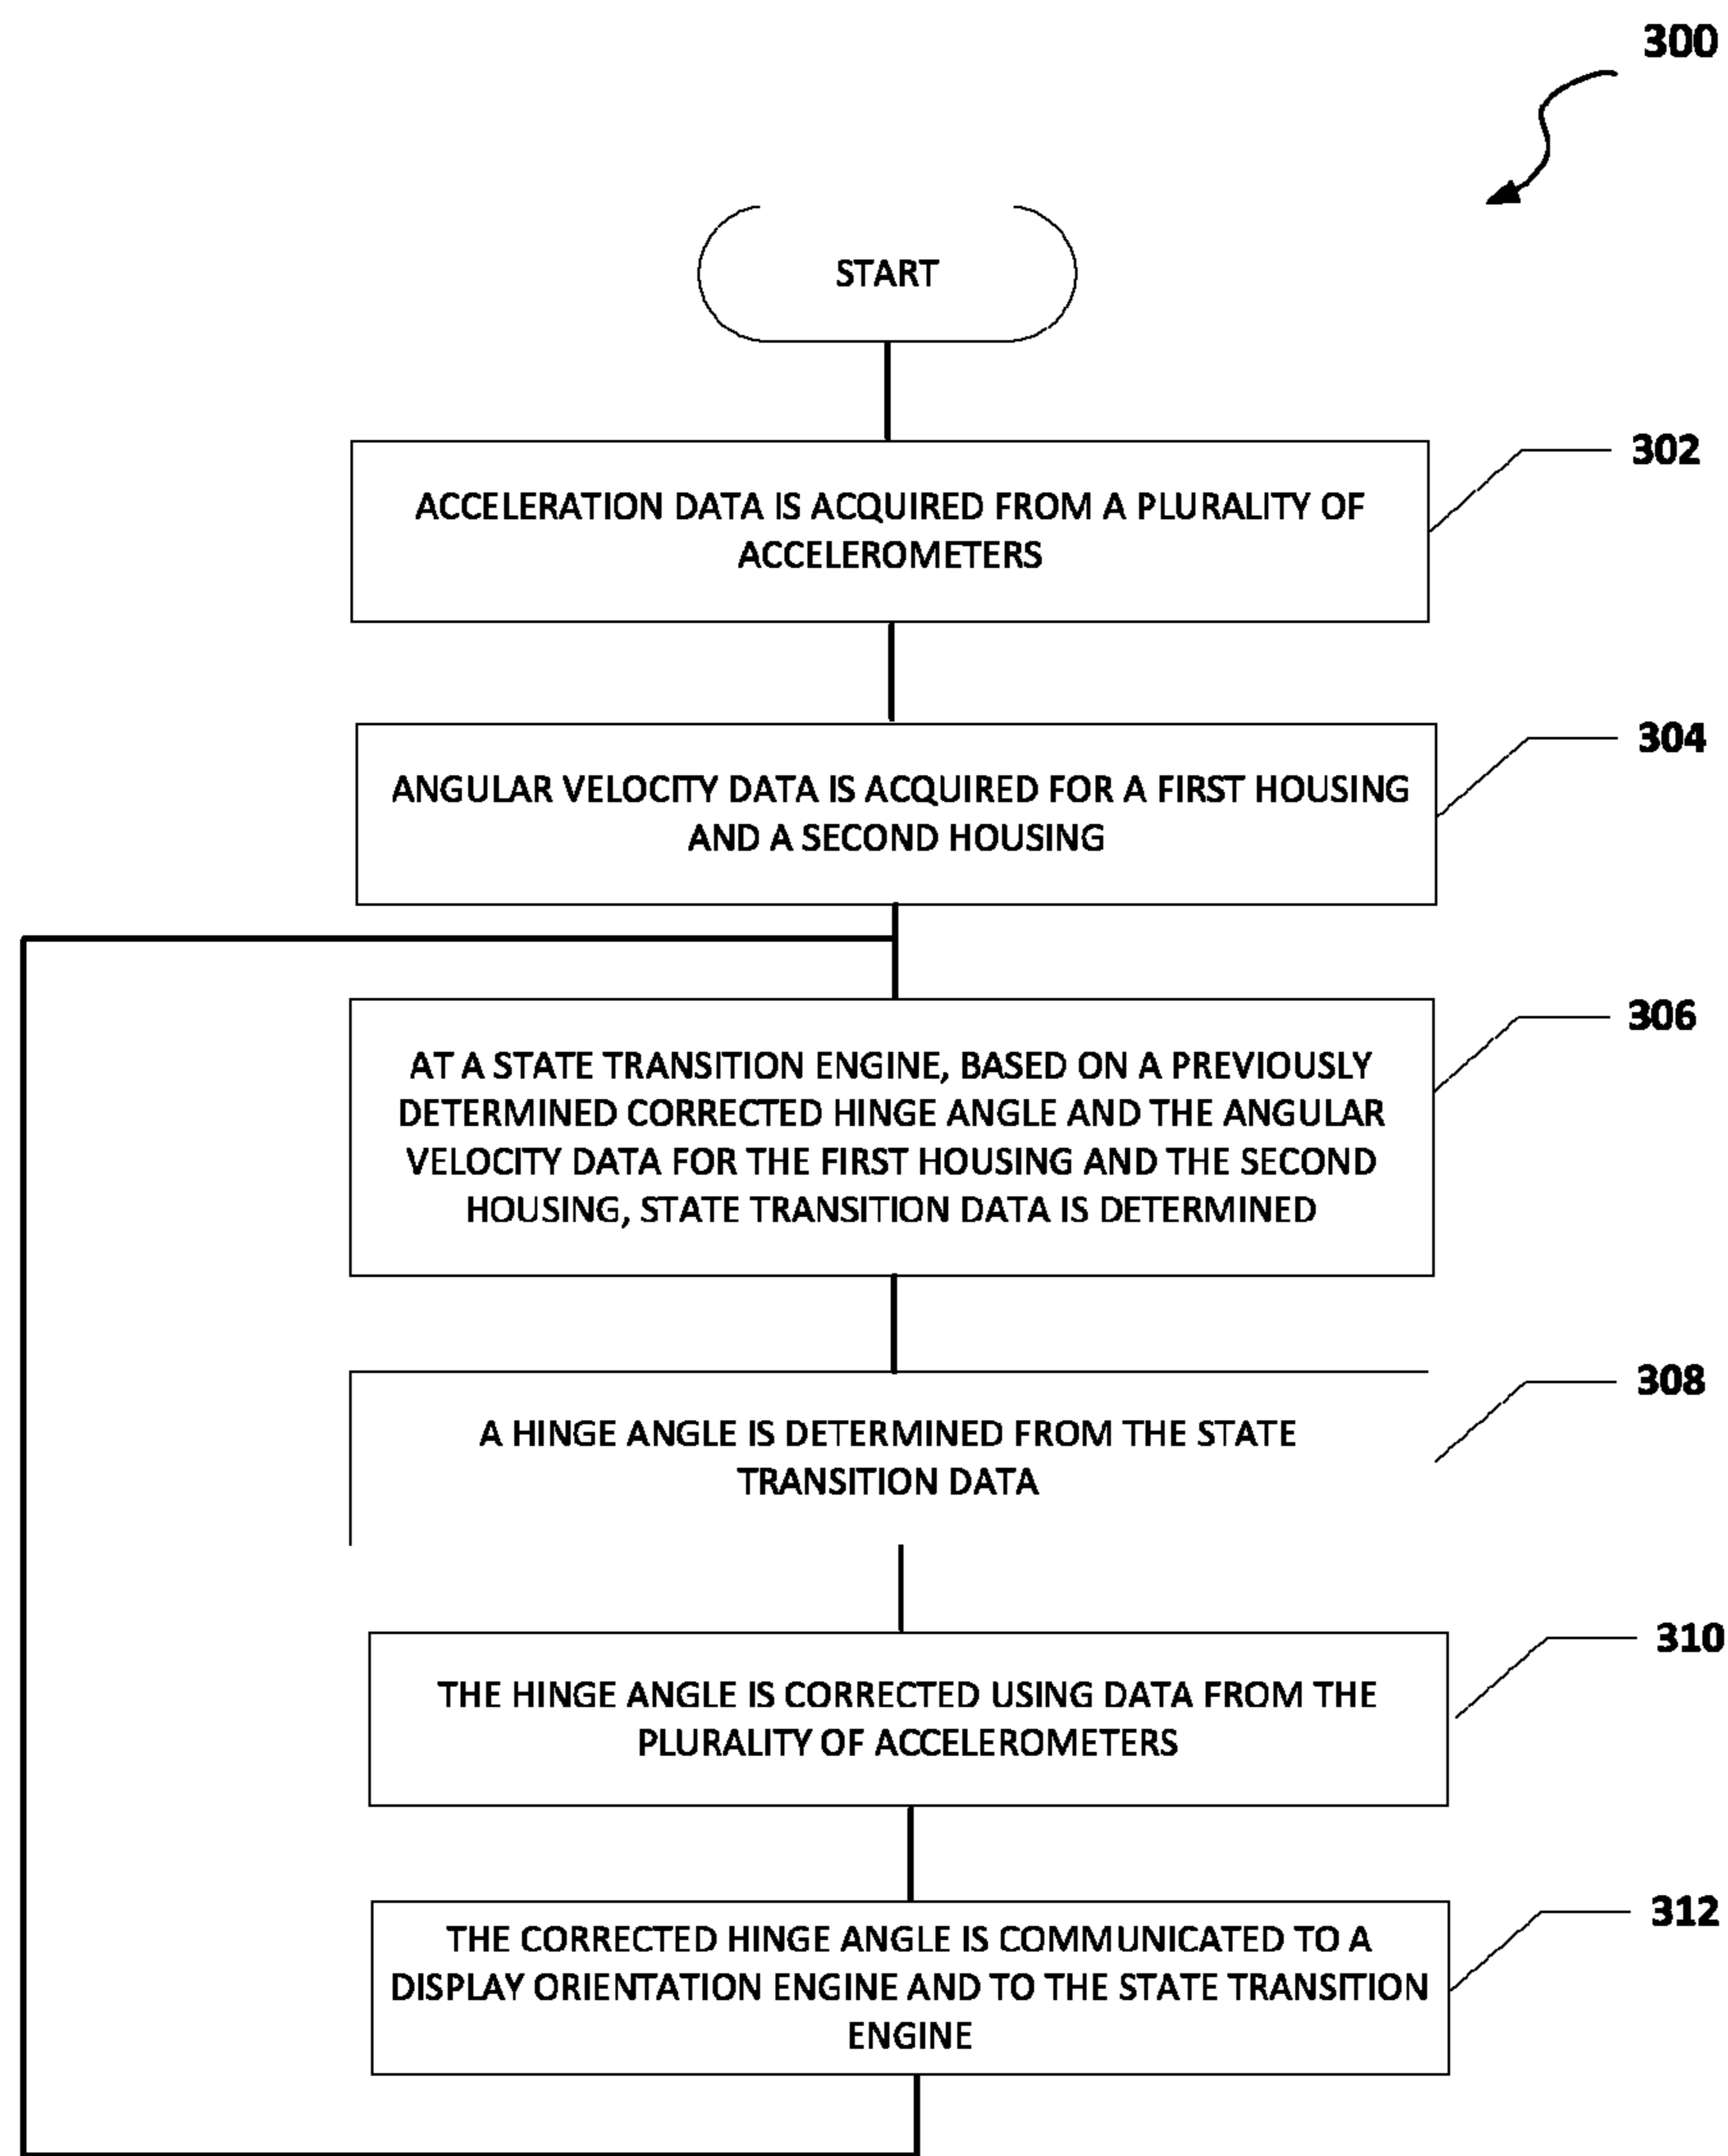 300
START
302
ACCELERATION DATA IS ACQUIRED FROM A PLURALITY OF
ACCELEROMETERS
304
ANGULAR VELOCITY DATA IS ACQUIRED FOR A FIRST HOUSING
AND A SECOND HOUSING
306
AT A STATE TRANSITION ENGINE, BASED ON A PREVIOUSLY
DETERMINED CORRECTED HINGE ANGLE AND THE ANGULAR
VELOCITY DATA FOR THE FIRST HOUSING AND THE SECOND
HOUSING, STATE TRANSITION DATA IS DETERMINED
308
A HINGE ANGLE IS DETERMINED FROM THE STATE
TRANSITION DATA
310
THE HINGE ANGLE IS CORRECTED USING DATA FROM THE
PLURALITY OF ACCELEROMETERS
312
THE CORRECTED HINGE ANGLE IS COMMUNICATED TO A
DISPLAY ORIENTATION ENGINE AND TO THE STATE TRANSITION
ENGINE